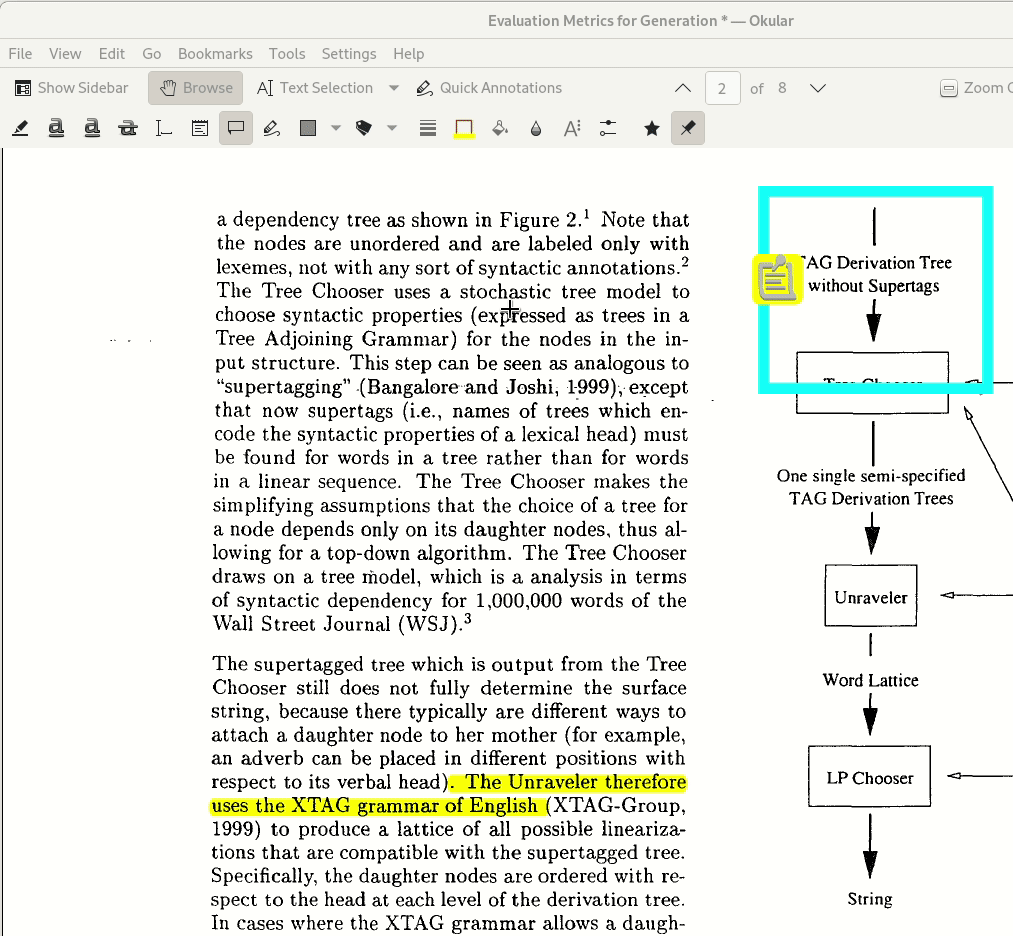 Evaluation Metrics for Generation * — Okular
File View Edit Go Bookmarks Tools Settings Help
Show Sidebar Browse Text Selection Quick Annotations 2 of 8 Zoom
a dependency tree as shown in Figure 2.¹ Note that
the nodes are unordered and are labeled only with
lexemes, not with any sort of syntactic annotations.²
The Tree Chooser uses a stochastic tree model to
choose syntactic properties (expressed as trees in a
Tree Adjoining Grammar) for the nodes in the in-
put structure. This step can be seen as analogous to
“supertagging” (Bangalore and Joshi, 1999), except
that now supertags (i.e., names of trees which en-
code the syntactic properties of a lexical head) must
be found for words in a tree rather than for words
in a linear sequence. The Tree Chooser makes the
simplifying assumptions that the choice of a tree for
a node depends only on its daughter nodes, thus al-
lowing for a top-down algorithm. The Tree Chooser
draws on a tree model, which is a analysis in terms
of syntactic dependency for 1,000,000 words of the
Wall Street Journal (WSJ).³
The supertagged tree which is output from the Tree
Chooser still does not fully determine the surface
string, because there typically are different ways to
attach a daughter node to her mother (for example,
an adverb can be placed in different positions with
respect to its verbal head). The Unraveler therefore
uses the XTAG grammar of English (XTAG-Group,
1999) to produce a lattice of all possible lineariza-
tions that are compatible with the supertagged tree.
Specifically, the daughter nodes are ordered with re-
spect to the head at each level of the derivation tree.
In cases where the XTAG grammar allows a daugh-
TAG Derivation Tree
without Supertags
Tree Chooser
One single semi-specified
TAG Derivation Trees
Unraveler
Word Lattice
LP Chooser
String